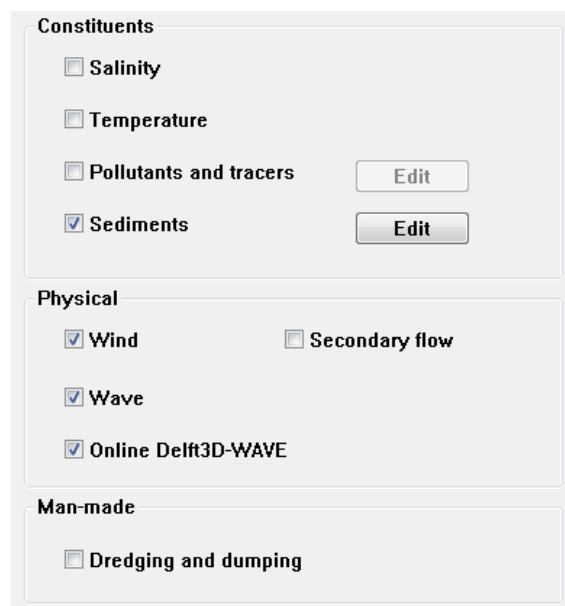 Constituents
Salinity
Temperature
Pollutants and tracers Edit
Sediments Edit
Physical
Wind Secondary flow
Wave
Online Delft3D-WAVE
Man-made
Dredging and dumping